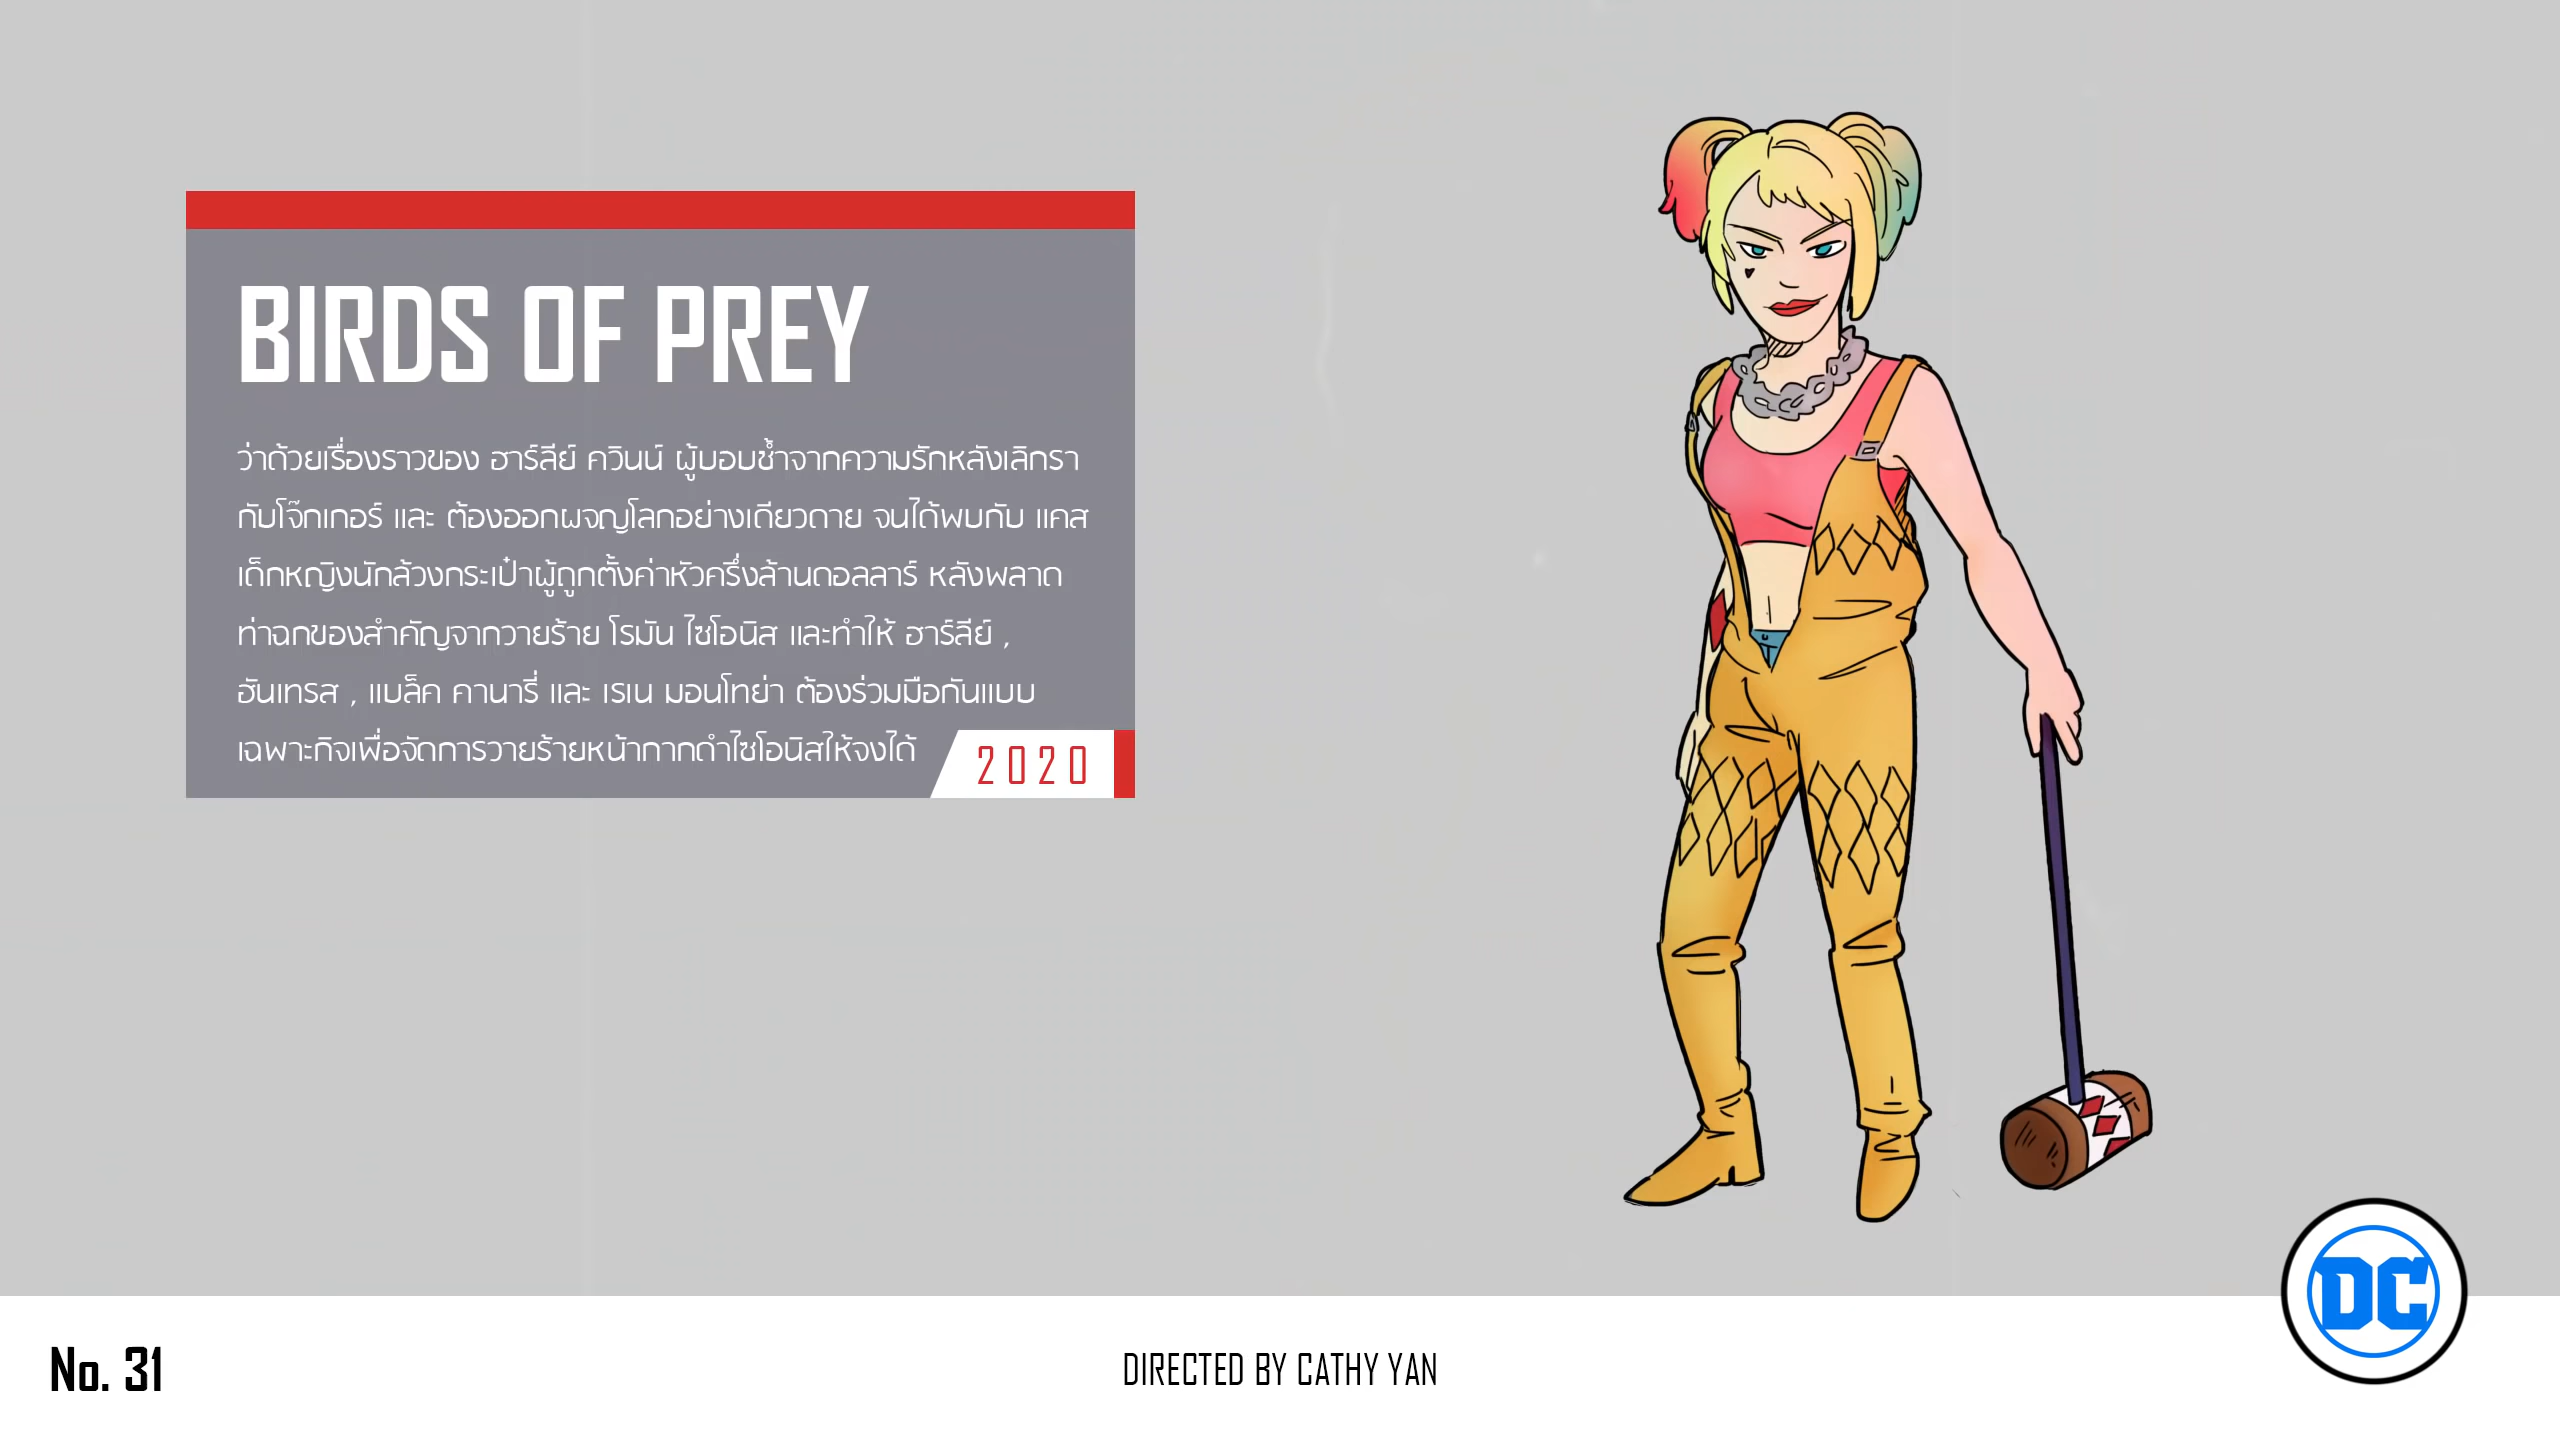 BIRDS OF PREY
ว่าด้วยเรื่องราวของ ฮาร์ลีย์ ควินน์ ผู้บอบช้ำจากความรักหลังเลิกรา
กับโจ๊กเกอร์ และ ต้องออกผจญโลกอย่างเดียวดาย จนได้พบกับ แคส
เด็กหญิงนักล้วงกระเป๋าผู้ถูกตั้งค่าหัวครึ่งล้านดอลลาร์ หลังพลาด
ท่าฉกของสำคัญจากวายร้าย โรมัน ไซโอนิส และทำให้ ฮาร์ลีย์ ,
ฮันเทรส , แบล็ค คานารี่ และ เรเน มอนโทย่า ต้องร่วมมือกันแบบ
เฉพาะกิจเพื่อจัดการวายร้ายหน้ากากดำไซโอนิสให้จงได้
2020
No. 31
DIRECTED BY CATHY YAN
DC